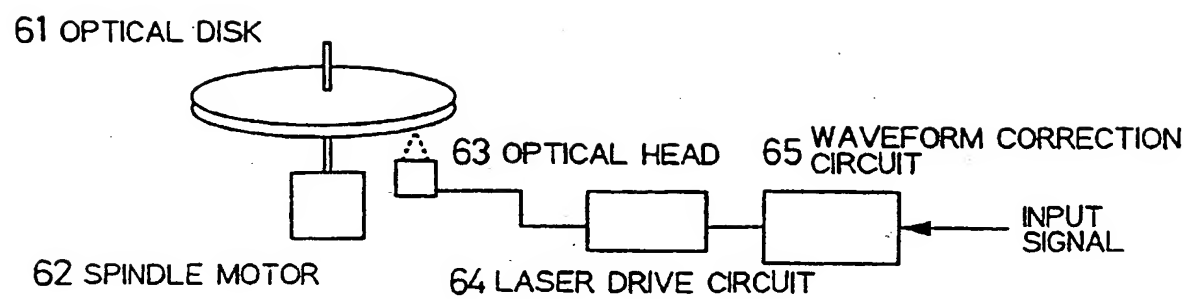 61 OPTICAL DISK
63 OPTICAL HEAD
65 WAVEFORM CORRECTION
CIRCUIT
INPUT
SIGNAL
62 SPINDLE MOTOR
64 LASER DRIVE CIRCUIT